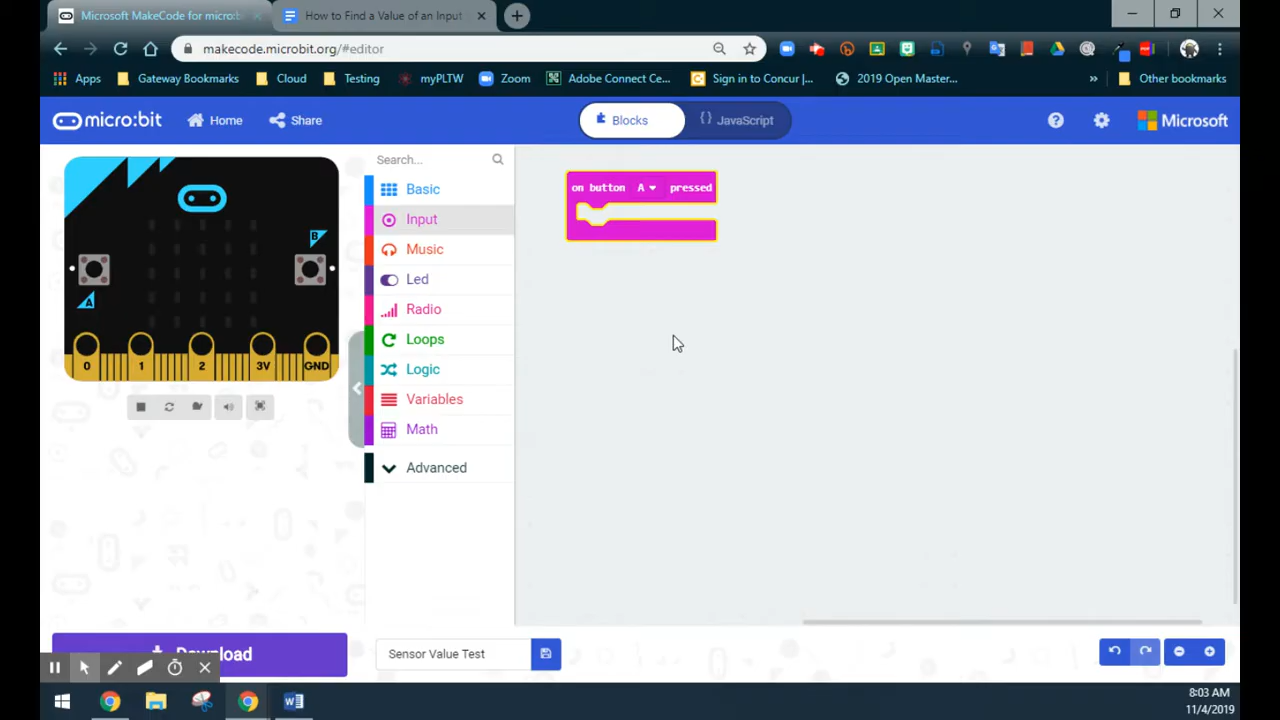 Microsoft MakeCode for micro:b
How to Find a Value of an Input
makecode.microbit.org/#editor
Apps
Gateway Bookmarks
Cloud
Testing
myPLTW
Zoom
Adobe Connect Ce...
Sign in to Concur |...
2019 Open Master...
»
Other bookmarks
micro:bit
Home
Share
Blocks
{} JavaScript
Microsoft
Search...
Basic
Input
Music
Led
Radio
Loops
Logic
Variables
Math
Advanced
on button A pressed
B
A
0 1 2 3V GND
Download
Sensor Value Test
8:03 AM
11/4/2019